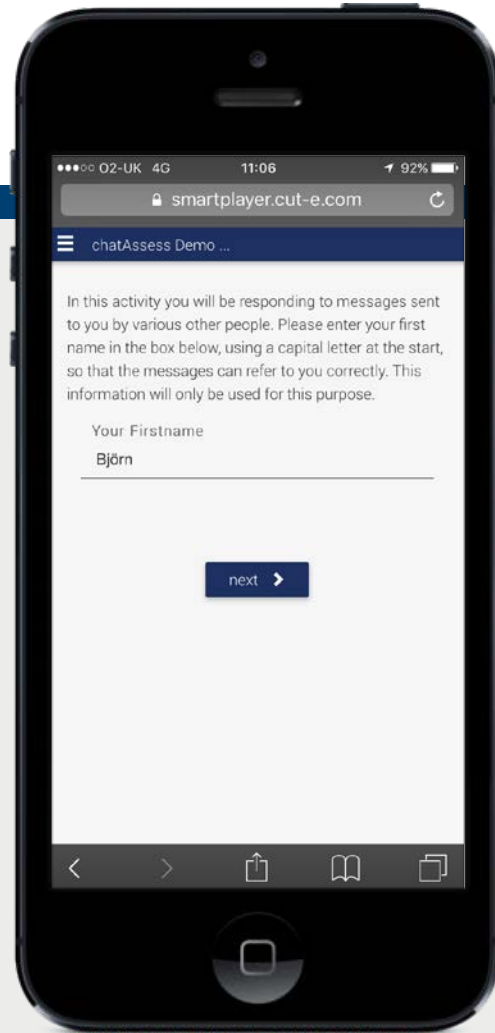 O2-UK 4G 11:06 92%
smartplayer.cut-e.com
chatAssess Demo ...
In this activity you will be responding to messages sent
to you by various other people. Please enter your first
name in the box below, using a capital letter at the start,
so that the messages can refer to you correctly. This
information will only be used for this purpose.
Your Firstname
Björn
next